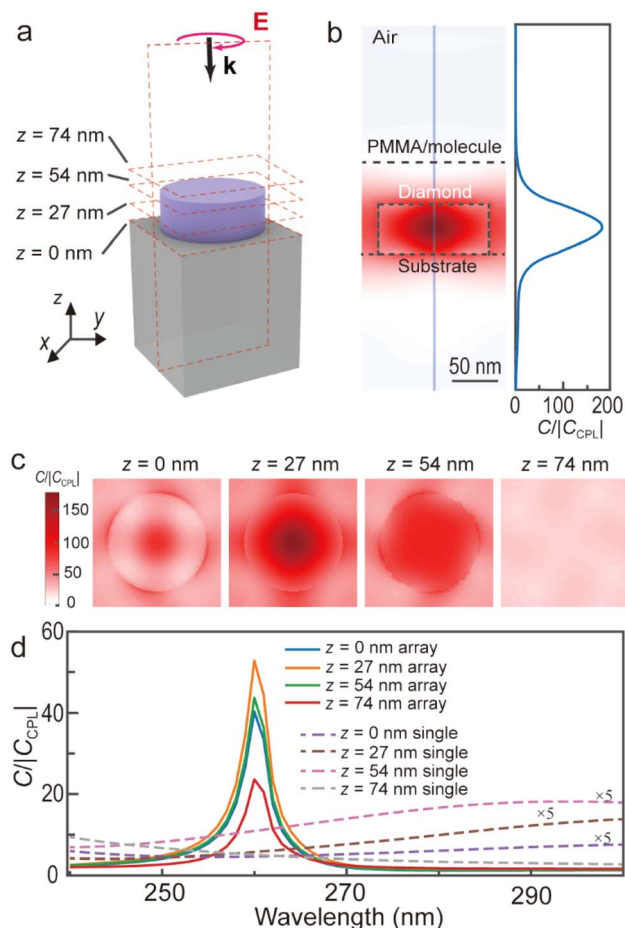 a
E
k
z = 74 nm
z = 54 nm
z = 27 nm
z = 0 nm
z
y
x
b
Air
PMMA/molecule
Diamond
Substrate
50 nm
0 100 200
C/|C_CPL|
c
C/|C_CPL|
150
100
50
0
z = 0 nm
z = 27 nm
z = 54 nm
z = 74 nm
d
60
40
20
0
C/|C_CPL|
z = 0 nm array
z = 27 nm array
z = 54 nm array
z = 74 nm array
z = 0 nm single
z = 27 nm single
z = 54 nm single
z = 74 nm single
×5
×5
×5
250 270 290
Wavelength (nm)